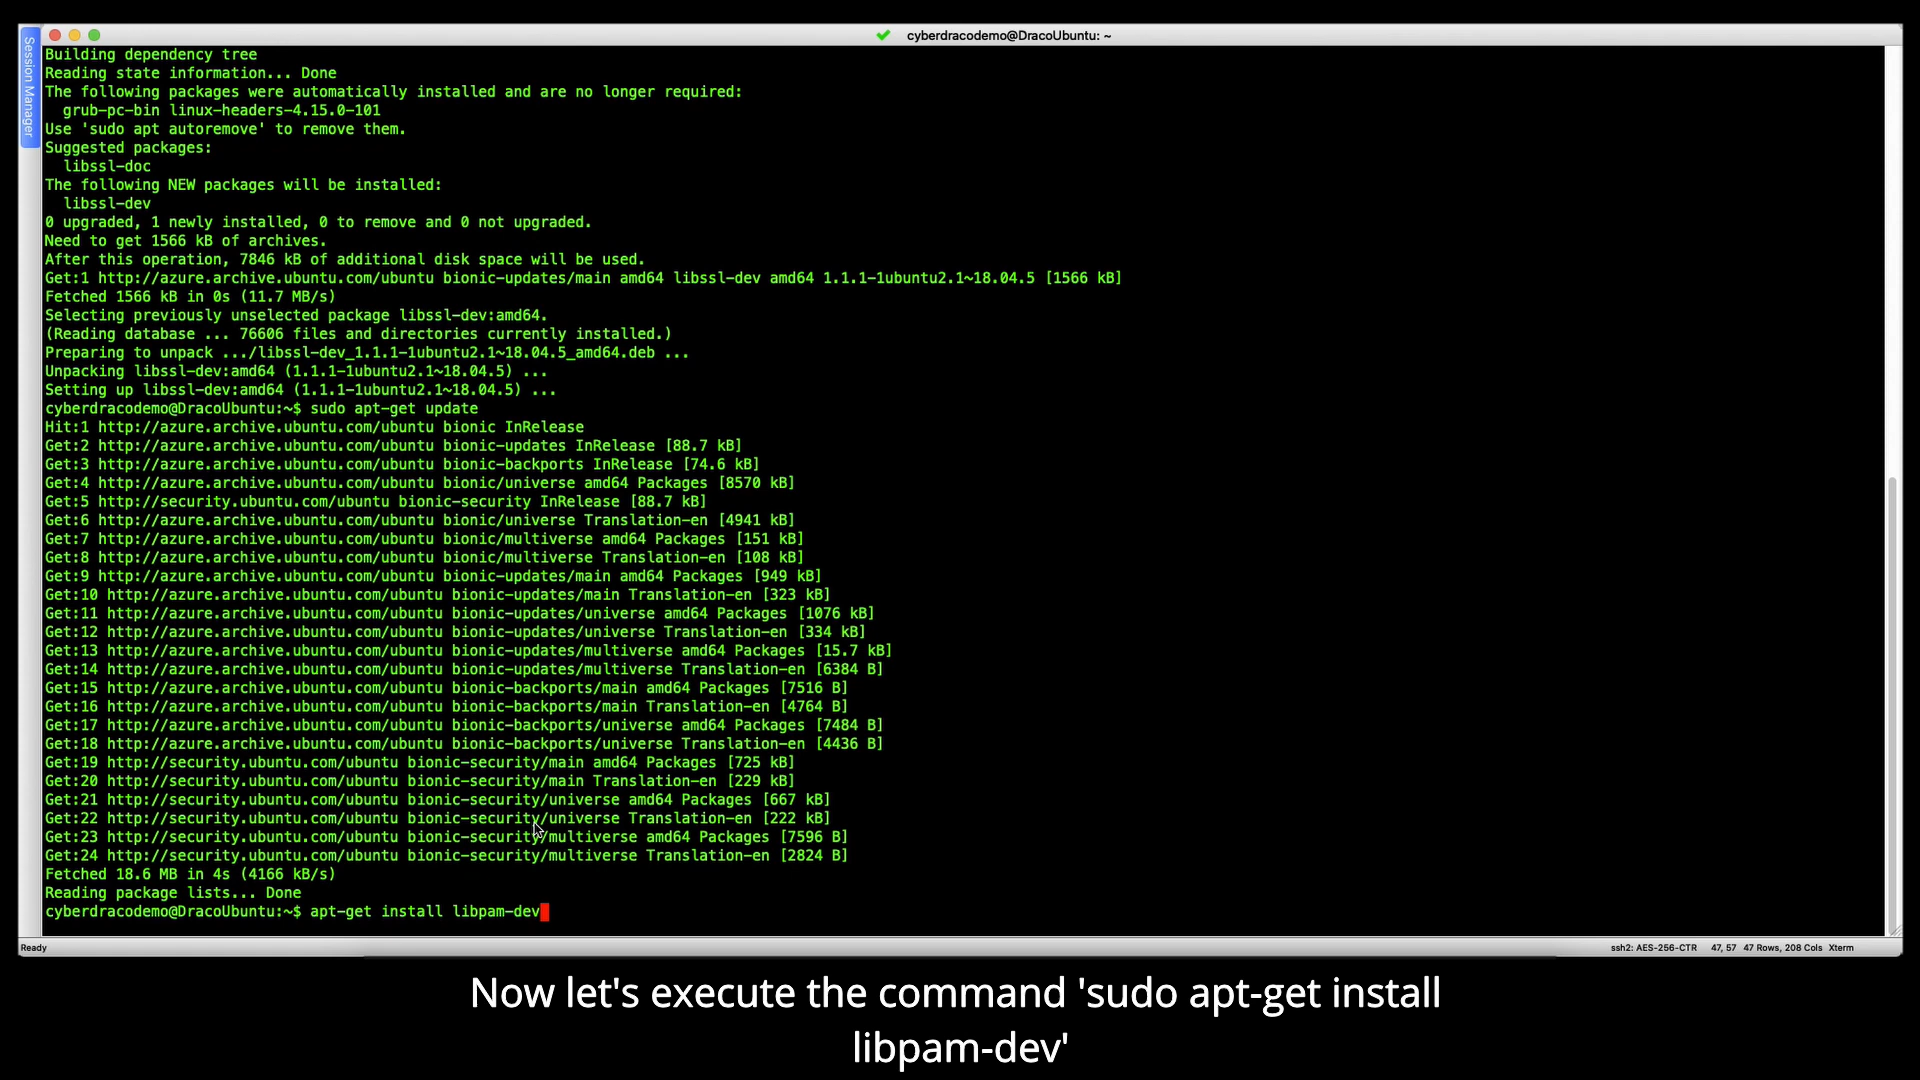 cyberdracodemo@DracoUbuntu: ~
Session Manager
Building dependency tree
Reading state information... Done
The following packages were automatically installed and are no longer required:
  grub-pc-bin linux-headers-4.15.0-101
Use 'sudo apt autoremove' to remove them.
Suggested packages:
  libssl-doc
The following NEW packages will be installed:
  libssl-dev
0 upgraded, 1 newly installed, 0 to remove and 0 not upgraded.
Need to get 1566 kB of archives.
After this operation, 7846 kB of additional disk space will be used.
Get:1 http://azure.archive.ubuntu.com/ubuntu bionic-updates/main amd64 libssl-dev amd64 1.1.1-1ubuntu2.1~18.04.5 [1566 kB]
Fetched 1566 kB in 0s (11.7 MB/s)
Selecting previously unselected package libssl-dev:amd64.
(Reading database ... 76606 files and directories currently installed.)
Preparing to unpack .../libssl-dev_1.1.1-1ubuntu2.1~18.04.5_amd64.deb ...
Unpacking libssl-dev:amd64 (1.1.1-1ubuntu2.1~18.04.5) ...
Setting up libssl-dev:amd64 (1.1.1-1ubuntu2.1~18.04.5) ...
cyberdracodemo@DracoUbuntu:~$ sudo apt-get update
Hit:1 http://azure.archive.ubuntu.com/ubuntu bionic InRelease
Get:2 http://azure.archive.ubuntu.com/ubuntu bionic-updates InRelease [88.7 kB]
Get:3 http://azure.archive.ubuntu.com/ubuntu bionic-backports InRelease [74.6 kB]
Get:4 http://azure.archive.ubuntu.com/ubuntu bionic/universe amd64 Packages [8570 kB]
Get:5 http://security.ubuntu.com/ubuntu bionic-security InRelease [88.7 kB]
Get:6 http://azure.archive.ubuntu.com/ubuntu bionic/universe Translation-en [4941 kB]
Get:7 http://azure.archive.ubuntu.com/ubuntu bionic/multiverse amd64 Packages [151 kB]
Get:8 http://azure.archive.ubuntu.com/ubuntu bionic/multiverse Translation-en [108 kB]
Get:9 http://azure.archive.ubuntu.com/ubuntu bionic-updates/main amd64 Packages [949 kB]
Get:10 http://azure.archive.ubuntu.com/ubuntu bionic-updates/main Translation-en [323 kB]
Get:11 http://azure.archive.ubuntu.com/ubuntu bionic-updates/universe amd64 Packages [1076 kB]
Get:12 http://azure.archive.ubuntu.com/ubuntu bionic-updates/universe Translation-en [334 kB]
Get:13 http://azure.archive.ubuntu.com/ubuntu bionic-updates/multiverse amd64 Packages [15.7 kB]
Get:14 http://azure.archive.ubuntu.com/ubuntu bionic-updates/multiverse Translation-en [6384 B]
Get:15 http://azure.archive.ubuntu.com/ubuntu bionic-backports/main amd64 Packages [7516 B]
Get:16 http://azure.archive.ubuntu.com/ubuntu bionic-backports/main Translation-en [4764 B]
Get:17 http://azure.archive.ubuntu.com/ubuntu bionic-backports/universe amd64 Packages [7484 B]
Get:18 http://azure.archive.ubuntu.com/ubuntu bionic-backports/universe Translation-en [4436 B]
Get:19 http://security.ubuntu.com/ubuntu bionic-security/main amd64 Packages [725 kB]
Get:20 http://security.ubuntu.com/ubuntu bionic-security/main Translation-en [229 kB]
Get:21 http://security.ubuntu.com/ubuntu bionic-security/universe amd64 Packages [667 kB]
Get:22 http://security.ubuntu.com/ubuntu bionic-security/universe Translation-en [222 kB]
Get:23 http://security.ubuntu.com/ubuntu bionic-security/multiverse amd64 Packages [7596 B]
Get:24 http://security.ubuntu.com/ubuntu bionic-security/multiverse Translation-en [2824 B]
Fetched 18.6 MB in 4s (4166 kB/s)
Reading package lists... Done
cyberdracodemo@DracoUbuntu:~$ apt-get install libpam-dev
Ready ssh2: AES-256-CTR 47, 57 47 Rows, 208 Cols Xterm
Now let's execute the command 'sudo apt-get install
libpam-dev'